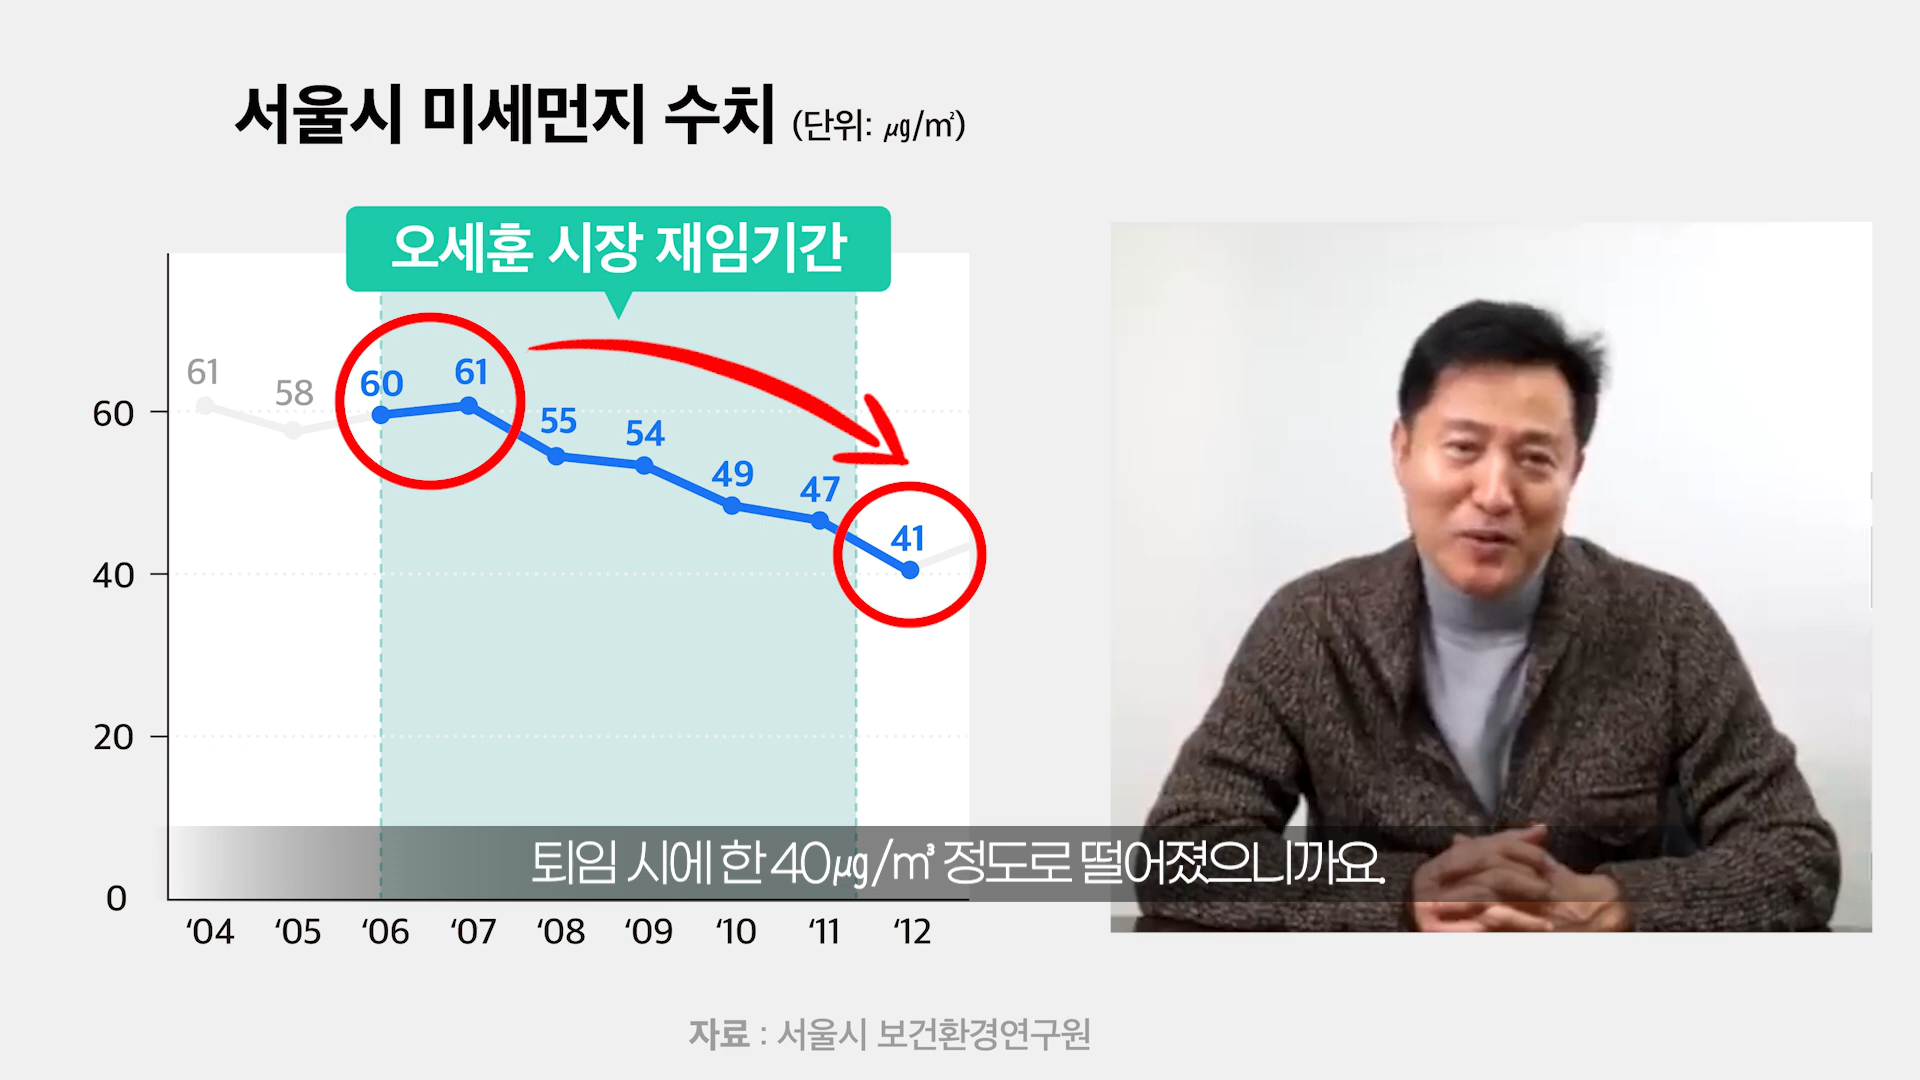 서울시 미세먼지 수치 (단위: ㎍/㎡)
오세훈 시장 재임기간
61
58
60
61
55
54
49
47
41
60
40
20
0
‘04 ‘05 ‘06 ‘07 ‘08 ‘09 ‘10 ‘11 ‘12
퇴임 시에 한 40㎍/㎥ 정도로 떨어졌으니까요.
자료 : 서울시 보건환경연구원